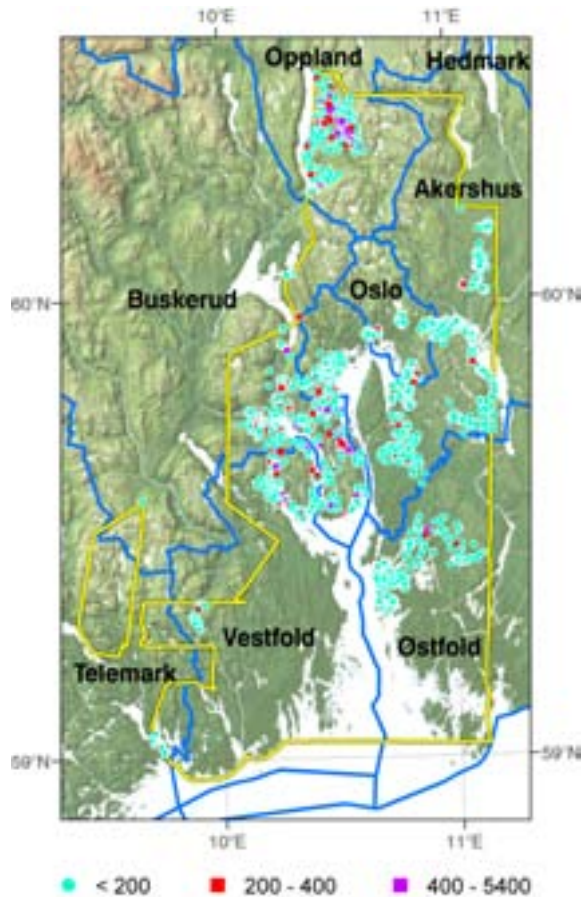 10°E 11°E
Oppland
Hedmark
Akershus
Buskerud
Oslo
60°N 60°N
Vestfold
Østfold
Telemark
59°N 59°N
10°E 11°E
< 200 200 - 400 400 - 5400